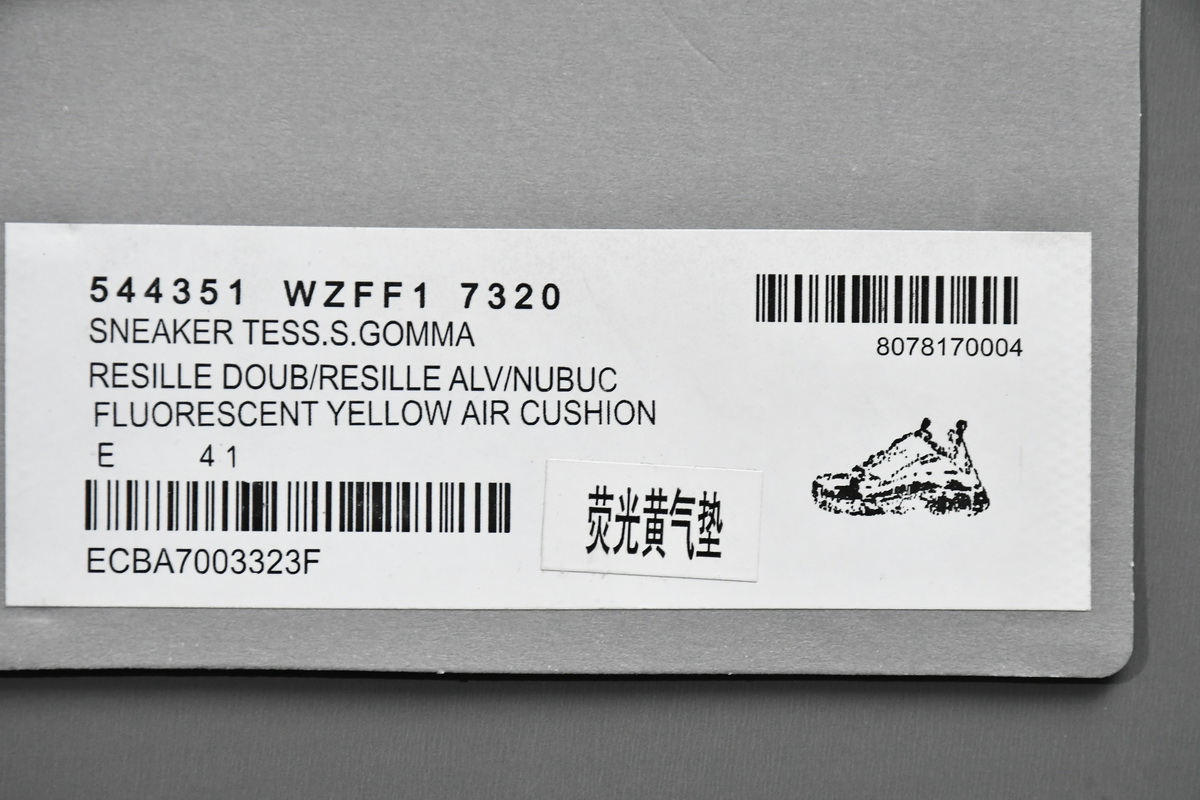 544351 WZFF1 7320
SNEAKER TESS.S.GOMMA
RESILLE DOUB/RESILLE ALV/NUBUC
FLUORESCENT YELLOW AIR CUSHION
E 41
ECBA7003323F
8078170004
荧光黄气垫